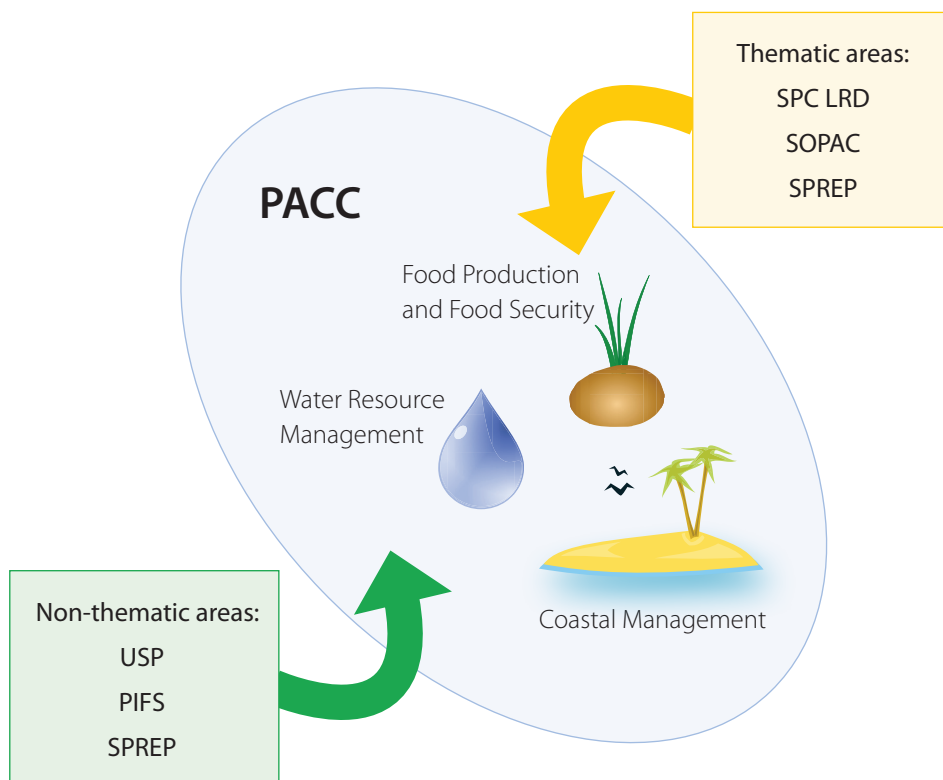 Thematic areas:
SPC LRD
SOPAC
SPREP
PACC
Food Production
and Food Security
Water Resource
Management
Coastal Management
Non-thematic areas:
USP
PIFS
SPREP